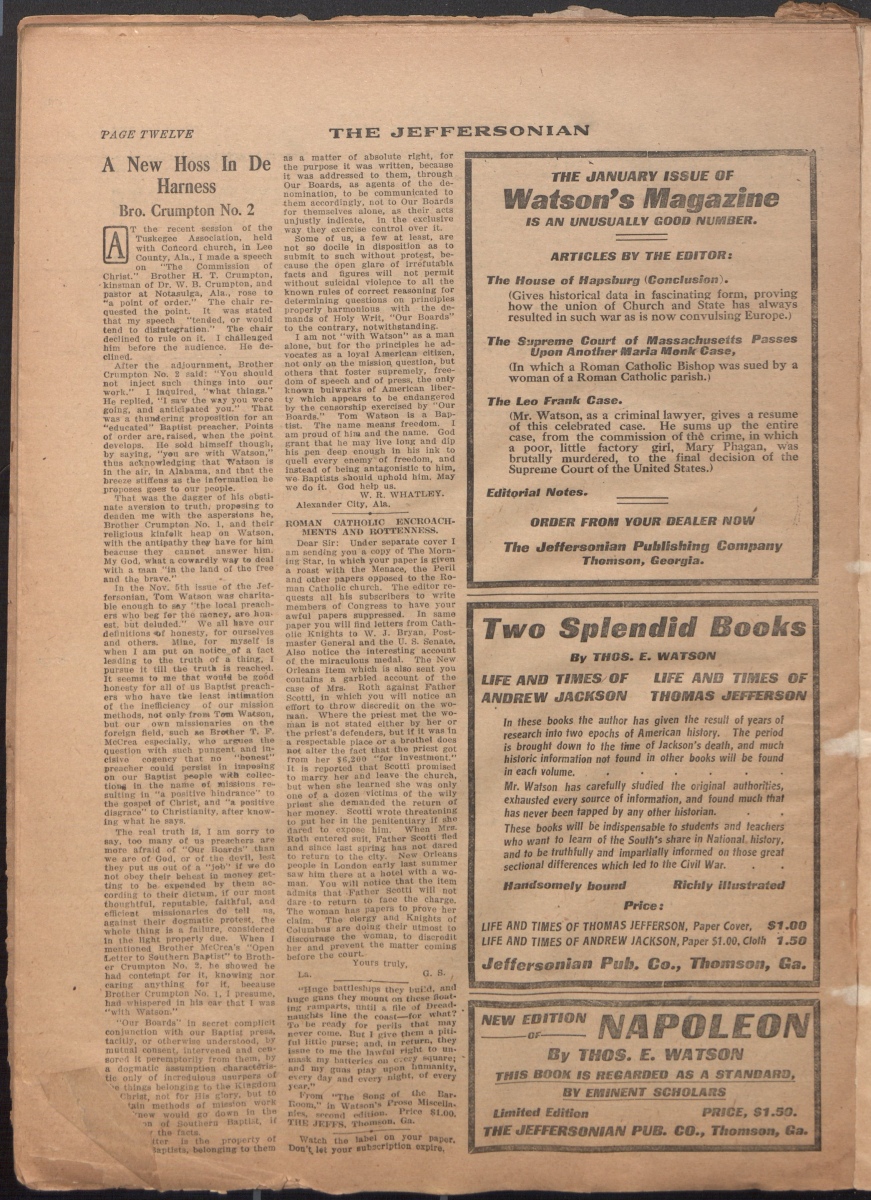 PAGE TWELVE
THE JEFFERSONIAN
A New Hoss In De
Harness
Bro. Crumpton No. 2
AT the recent session of the
Tuskegee Association, held
with Concord church, in Lee
County, Ala., I made a speech
on "The Commission of
Christ." Brother H. T. Crumpton,
kinsman of Dr. W. B. Crumpton, and
pastor at Notasulga, Ala., rose to
"a point of order." The chair re-
quested the point. It was stated
that my speech "tended, or would
tend to disintegration." The chair
declined to rule on it. I challenged
him before the audience. He de-
clined.
After the adjournment, Brother
Crumpton No. 2 said: "You should
not inject such things into our
work." I inquired, "what things."
He replied, "I saw the way you were
going, and anticipated you." That
was a thundering proposition for an
"educated" Baptist preacher. Points
of order are raised, when the point
develops. He sold himself though,
by saying, "you are with Watson,"
thus acknowledging that Watson is
in the air, in Alabama, and that the
breeze stiffens as the information he
proposes goes to our people.
That was the dagger of his obsti-
nate aversion to truth, proposing to
deaden me with the aspersions he,
Brother Crumpton No. 1, and their
religious kinfolk heap on Watson,
with the antipathy they have for him
beacuse they cannot answer him.
My God, what a cowardly way to deal
with a man "in the land of the free
and the brave."
In the Nov. 5th issue of the Jef-
fersonian, Tom Watson was charita-
ble enough to say "the local preach-
ers who beg for the money, are hon-
est, but deluded." We all have our
definitions of honesty, for ourselves
and others. Mine, for myself is
when I am put on notice of a fact
leading to the truth of a thing, I
pursue it till the truth is reached.
It seems to me that would be good
honesty for all of us Baptist preach-
ers who have the least intimation
of the inefficiency of our mission
methods, not only from Tom Watson,
but our own missionaries on the
foreign field, such as Brother T. F.
McCrea especially, who argues the
question with such pungent and in-
cisive cogency that no "honest"
preacher could persist in imposing
on our Baptist people with collec-
tions in the name of missions re-
sulting in "a positive hindrance" to
the gospel of Christ, and "a positive
disgrace" to Christianity, after know-
ing what he says.
The real truth is, I am sorry to
say, too many of us preachers are
more afraid of "Our Boards" than
we are of God, or of the devil, lest
they put us out of a "job" if we do
not obey their behest in money get-
ting to be expended by them ac-
cording to their dictum, if our most
thoughtful, reputable, faithful, and
efficient missionaries do tell us,
against their dogmatic protest, the
whole thing is a failure, considered
in the light property due. When I
mentioned Brother McCrea's "Open
Letter to Southern Baptist" to Broth-
er Crumpton No. 2, he showed he
had contempt for it, knowing nor
caring anything for it, because
Brother Crumpton No. 1, I presume,
had whispered in his ear that I was
"with Watson."
"Our Boards" in secret complicit
conjunction with our Baptist press,
tacitly, or otherwise understood, by
mutual consent, intervened and cen-
sored it peremptorily from them, by
a dogmatic assumption characteris-
tic only of incredulous usurpers of
things belonging to the Kingdom
Christ, not for His glory, but to
tain methods of mission work
new would go down in the
of Southern Baptist, if
the facts.
is the property of
aptists, belonging to them
as a matter of absolute right, for
the purpose it was written, because
it was addressed to them, through
Our Boards, as agents of the de-
nomination, to be communicated to
them accordingly, not to Our Boards
for themselves alone, as their acts
unjustly indicate, in the exclusive
way they exercise control over it.
Some of us, a few at least, are
not so docile in disposition as to
submit to such without protest, be-
cause the open glare of irrefutable
facts and figures will not permit
without suicidal violence to all the
known rules of correct reasoning for
determining questions on principles
properly harmonious with the de-
mands of Holy Writ, "Our Boards"
to the contrary, notwithstanding.
I am not "with Watson" as a man
alone, but for the principles he ad-
vocates as a loyal American citizen,
not only on the mission question, but
others that foster supremely, free-
dom of speech and of press, the only
known bulwarks of American liber-
ty which appears to be endangered
by the censorship exercised by "Our
Boards." Tom Watson is a Bap-
tist. The name means freedom. I
am proud of him and the name. God
grant that he may live long and dip
his pen deep enough in his ink to
quell every enemy of freedom, and
instead of being antagonistic to him,
we Baptists should uphold him. May
we do it. God help us.
W. R. WHATLEY.
Alexander City, Ala.
ROMAN CATHOLIC ENCROACH-
MENTS AND ROTTENNESS.
Dear Sir: Under separate cover I
am sending you a copy of The Morn-
ing Star, in which your paper is given
a roast with the Menace, the Peril
and other papers opposed to the Ro-
man Catholic church. The editor re-
quests all his subscribers to write
members of Congress to have your
awful papers suppressed. In same
paper you will find letters from Cath-
olic Knights to W. J. Bryan, Post-
master General and the U. S. Senate.
Also notice the interesting account
of the miraculous medal. The New
Orleans Item which is also sent you
contains a garbled account of the
case of Mrs. Roth against Father
Scotti, in which you will notice an
effort to throw discredit on the wo-
man. Where the priest met the wo-
man is not stated either by her or
the priest's defenders, but if it was in
a respectable place or a brothel does
not alter the fact that the priest got
from her $6,200 "for investment."
It is reported that Scotti promised
to marry her and leave the church,
but when she learned she was only
one of a dozen victims of the wily
priest she demanded the return of
her money. Scotti wrote threatening
to put her in the penitentiary if she
dared to expose him. When Mrs.
Roth entered suit, Father Scotti fled
and since last spring has not dared
to return to the city. New Orleans
people in London early last summer
saw him there at a hotel with a wo-
man. You will notice that the item
admits that Father Scotti will not
dare to return to face the charge.
The woman has papers to prove her
claim. The clergy and Knights of
Columbus are doing their utmost to
discourage the woman, to discredit
her and prevent the matter coming
before the court.
Yours truly,
La. G. B.
"Huge battleships they build, and
huge guns they mount on these float-
ing ramparts, until a file of Dread-
naughts line the coast—for what?
To be ready for perils that may
never come. But I give them a piti-
ful little purse; and, in return, they
issue to me the lawful right to un-
mask my batteries on every square;
and my guns play upon humanity,
every day and every night, of every
year."
From "The Song of the Bar-
Room," in Watson's Prose Miscella-
nies, second edition. Price $1.00,
THE JEFFS, Thomson, Ga.
Watch the label on your paper.
Don't let your subscription expire.
THE JANUARY ISSUE OF
Watson's Magazine
IS AN UNUSUALLY GOOD NUMBER.
ARTICLES BY THE EDITOR:
The House of Hapsburg (Conclusion).
(Gives historical data in fascinating form, proving
how the union of Church and State has always
resulted in such war as is now convulsing Europe.)
The Supreme Court of Massachusetts Passes
Upon Another Maria Monk Case,
(In which a Roman Catholic Bishop was sued by a
woman of a Roman Catholic parish.)
The Leo Frank Case.
(Mr. Watson, as a criminal lawyer, gives a resume
of this celebrated case. He sums up the entire
case, from the commission of the crime, in which
a poor, little factory girl, Mary Phagan, was
brutally murdered, to the final decision of the
Supreme Court of the United States.)
Editorial Notes.
ORDER FROM YOUR DEALER NOW
The Jeffersonian Publishing Company
Thomson, Georgia.
Two Splendid Books
By THOS. E. WATSON
LIFE AND TIMES OF
ANDREW JACKSON
LIFE AND TIMES OF
THOMAS JEFFERSON
In these books the author has given the result of years of
research into two epochs of American history. The period
is brought down to the time of Jackson's death, and much
historic information not found in other books will be found
in each volume. . . . . .
Mr. Watson has carefully studied the original authorities,
exhausted every source of information, and found much that
has never been tapped by any other historian. .
These books will be indispensable to students and teachers
who want to learn of the South's share in National history,
and to be truthfully and impartially informed on those great
sectional differences which led to the Civil War.
Handsomely bound Richly illustrated
Price:
LIFE AND TIMES OF THOMAS JEFFERSON, Paper Cover, $1.00
LIFE AND TIMES OF ANDREW JACKSON, Paper $1.00, Cloth 1.50
Jeffersonian Pub. Co., Thomson, Ga.
NEW EDITION
OF
NAPOLEON
By THOS. E. WATSON
THIS BOOK IS REGARDED AS A STANDARD,
BY EMINENT SCHOLARS
Limited Edition PRICE, $1.50.
THE JEFFERSONIAN PUB. CO., Thomson, Ga.